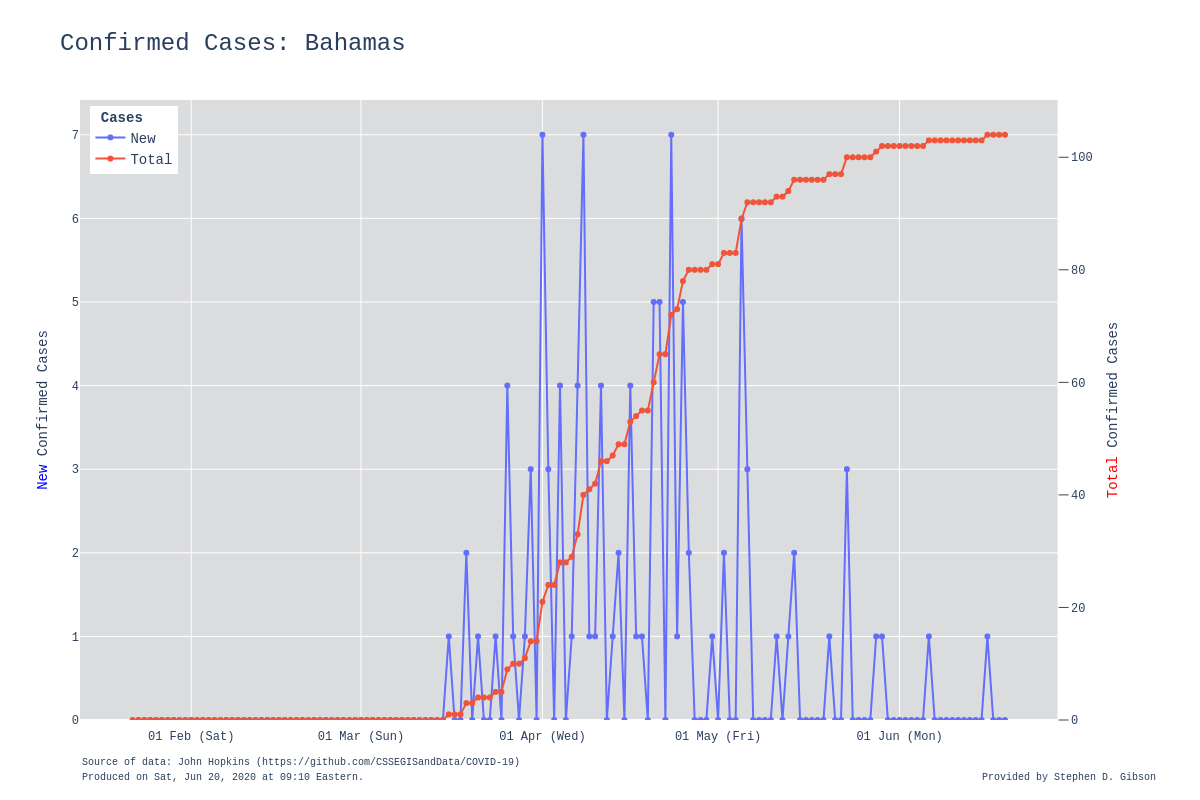 Confirmed Cases: Bahamas
Cases
New
Total
7
6
5
4
3
2
1
0
100
80
60
40
20
0
New Confirmed Cases
Total Confirmed Cases
01 Feb (Sat)
01 Mar (Sun)
01 Apr (Wed)
01 May (Fri)
01 Jun (Mon)
Source of data: John Hopkins (https://github.com/CSSEGISandData/COVID-19)
Produced on Sat, Jun 20, 2020 at 09:10 Eastern.
Provided by Stephen D. Gibson